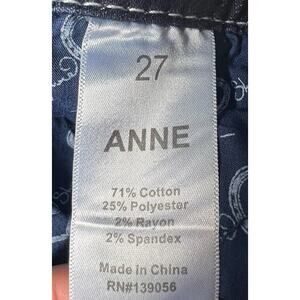 27
ANNE
71% Cotton
25% Polyester
2% Rayon
2% Spandex
Made in China
RN#139056